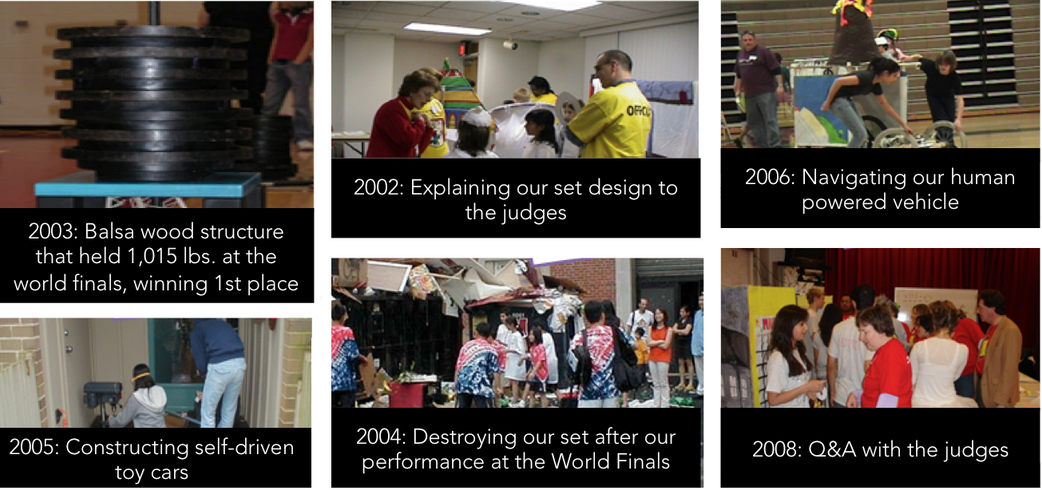 2003: Balsa wood structure
that held 1,015 lbs. at the
world finals, winning 1st place
2002: Explaining our set design to
the judges
2006: Navigating our human
powered vehicle
2005: Constructing self-driven
toy cars
2004: Destroying our set after our
performance at the World Finals
2008: Q&A with the judges